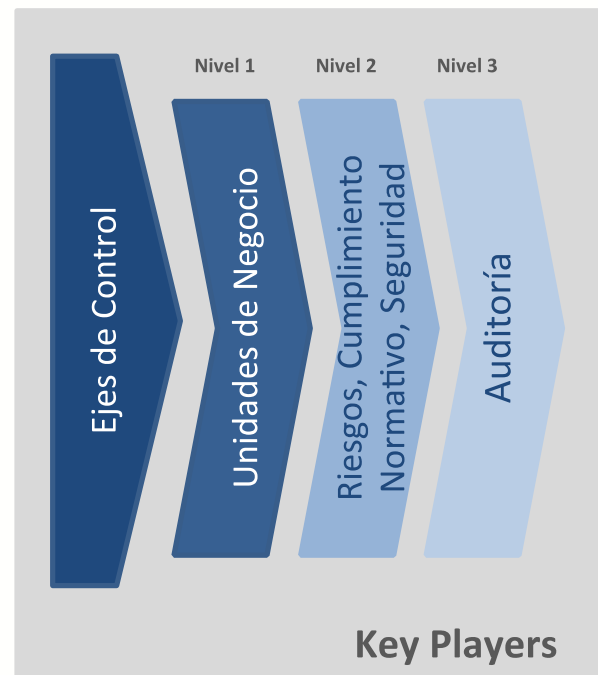 Nivel 1
Nivel 2
Nivel 3
Ejes de Control
Unidades de Negocio
Riesgos, Cumplimiento
Normativo, Seguridad
Auditoría
Key Players